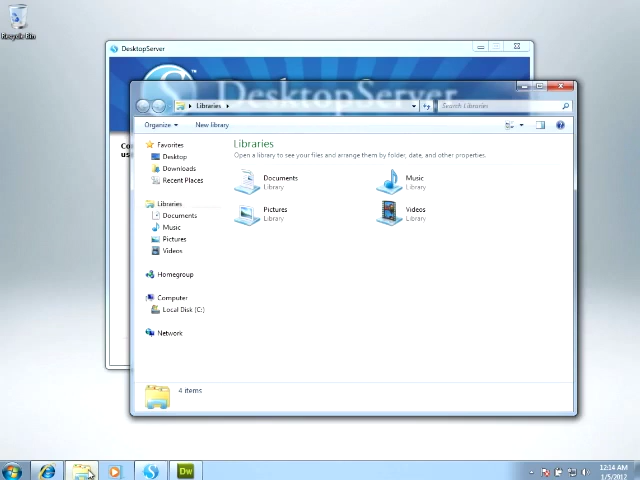 Recycle Bin
DesktopServer
DesktopServer
Libraries
Search Libraries
Organize
New library
Favorites
Desktop
Downloads
Recent Places
Libraries
Documents
Music
Pictures
Videos
Homegroup
Computer
Local Disk (C:)
Network
Libraries
Open a library to see your files and arrange them by folder, date, and other properties.
Documents
Library
Music
Library
Pictures
Library
Videos
Library
4 items
Dw
12:14 AM
1/5/2012